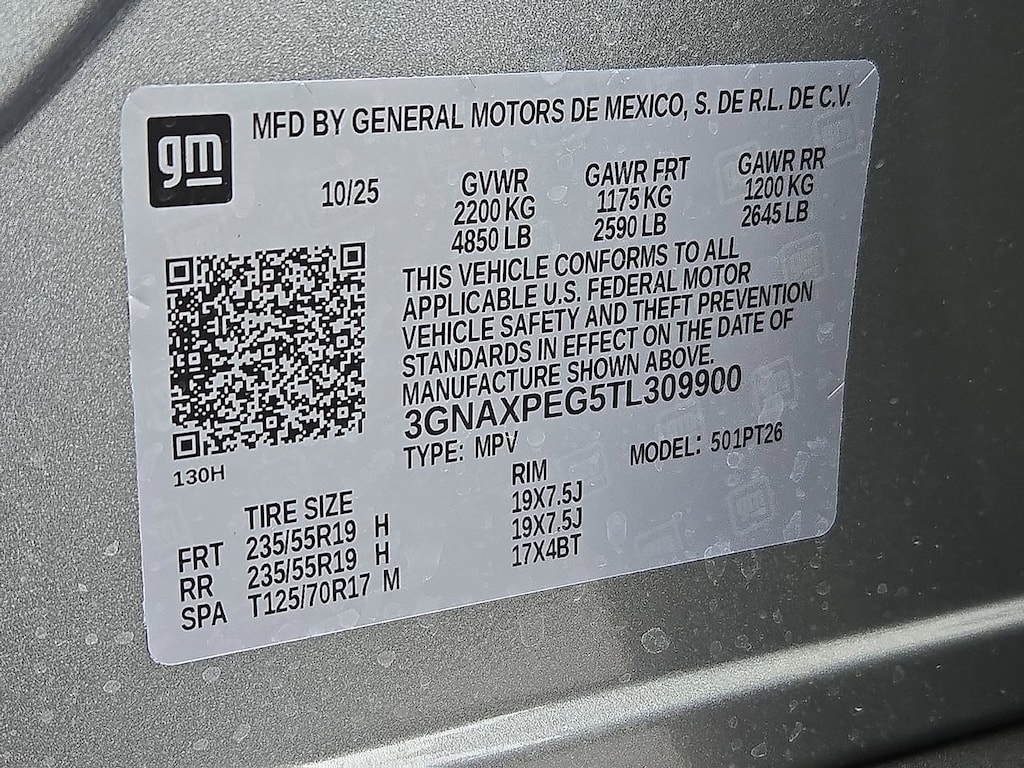 gm
MFD BY GENERAL MOTORS DE MEXICO, S. DE R.L. DE C.V.
10/25
GVWR
2200 KG
4850 LB
GAWR FRT
1175 KG
2590 LB
GAWR RR
1200 KG
2645 LB
THIS VEHICLE CONFORMS TO ALL
APPLICABLE U.S. FEDERAL MOTOR
VEHICLE SAFETY AND THEFT PREVENTION
STANDARDS IN EFFECT ON THE DATE OF
MANUFACTURE SHOWN ABOVE.
3GNAXPEG5TL309900
TYPE: MPV MODEL: 501PT26
130H
TIRE SIZE RIM
FRT 235/55R19 H 19X7.5J
RR 235/55R19 H 19X7.5J
SPA T125/70R17 M 17X4BT